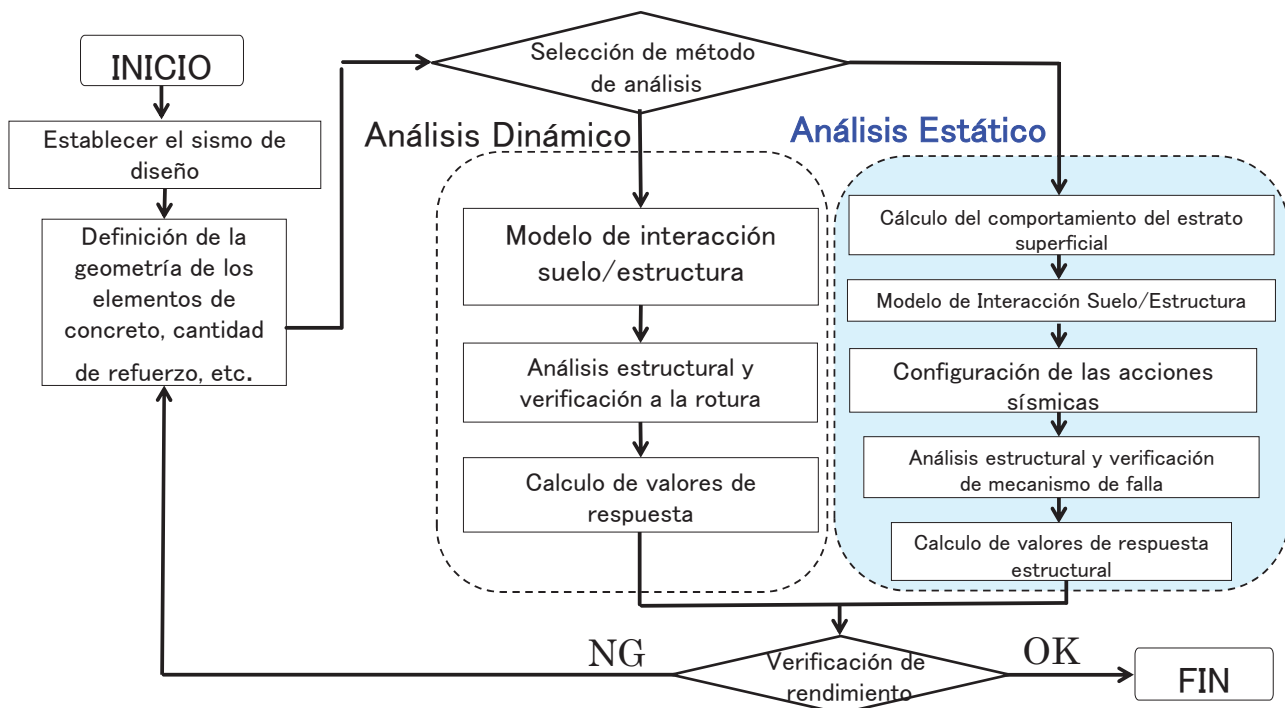 INICIO
Establecer el sismo de
diseño
Definición de la
geometría de los
elementos de
concreto, cantidad
de refuerzo, etc.
Selección de método
de análisis
Análisis Dinámico
Modelo de interacción
suelo/estructura
Análisis estructural y
verificación a la rotura
Calculo de valores de
respuesta
Análisis Estático
Cálculo del comportamiento del estrato
superficial
Modelo de Interacción Suelo/Estructura
Configuración de las acciones
sísmicas
Análisis estructural y verificación
de mecanismo de falla
Calculo de valores de respuesta
estructural
Verificación de
rendimiento
NG
OK
FIN